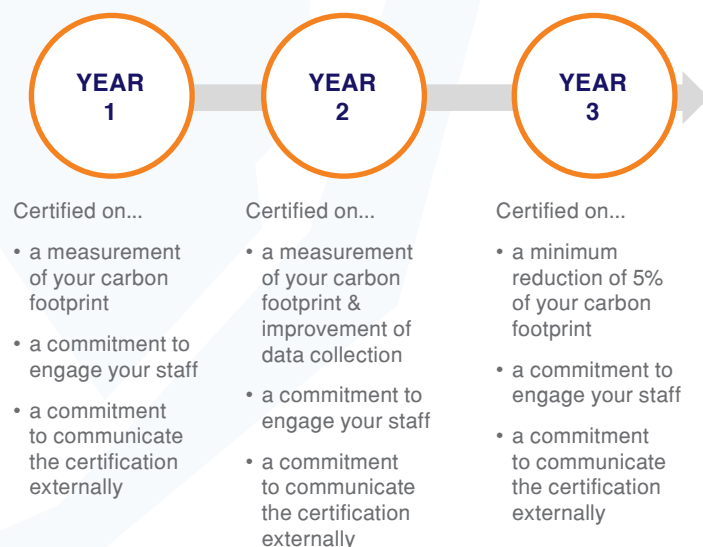 YEAR
1
YEAR
2
YEAR
3
Certified on...
• a measurement
of your carbon
footprint
• a commitment to
engage your staff
• a commitment
to communicate
the certification
externally
Certified on...
• a measurement
of your carbon
footprint &
improvement of
data collection
• a commitment to
engage your staff
• a commitment
to communicate
the certification
externally
Certified on...
• a minimum
reduction of 5%
of your carbon
footprint
• a commitment to
engage your staff
• a commitment
to communicate
the certification
externally